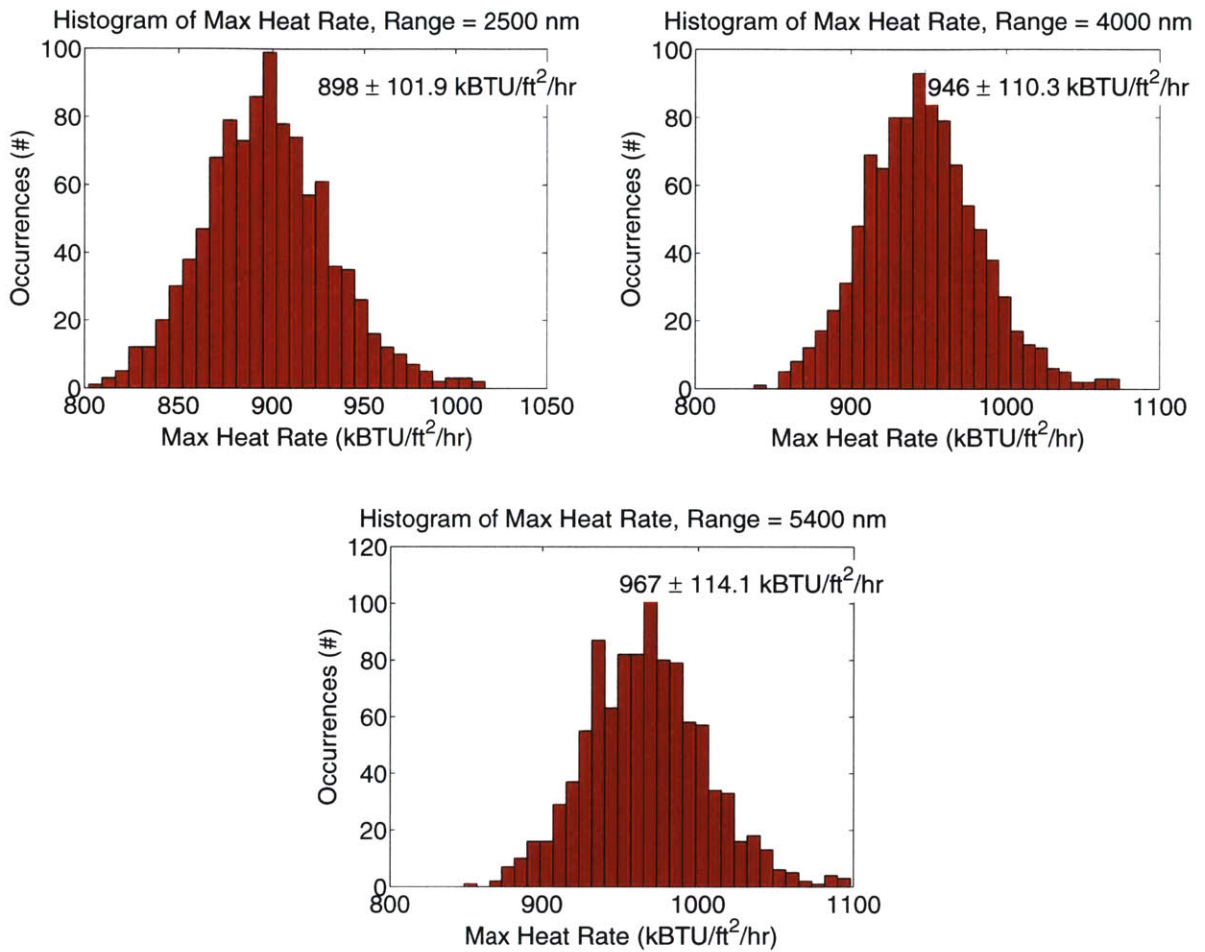 Histogram of Max Heat Rate, Range = 2500 nm
100
80
60
40
20
0
898 ± 101.9 kBTU/ft²/hr
Occurrences (#)
800 850 900 950 1000 1050
Max Heat Rate (kBTU/ft²/hr)
Histogram of Max Heat Rate, Range = 4000 nm
100
80
60
40
20
0
946 ± 110.3 kBTU/ft²/hr
Occurrences (#)
800 900 1000 1100
Max Heat Rate (kBTU/ft²/hr)
Histogram of Max Heat Rate, Range = 5400 nm
120
100
80
60
40
20
0
967 ± 114.1 kBTU/ft²/hr
Occurrences (#)
800 900 1000 1100
Max Heat Rate (kBTU/ft²/hr)